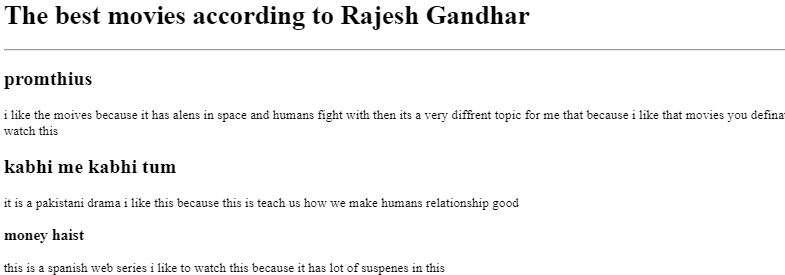 The best movies according to Rajesh Gandhar
promthius
i like the moives because it has alens in space and humans fight with then its a very diffrent topic for me that because i like that movies you
watch this
kabhi me kabhi tum
it is a pakistani drama i like this because this is teach us how we make humans relationship good
money haist
this is a spanish web series i like to watch this because it has lot of suspenes in this